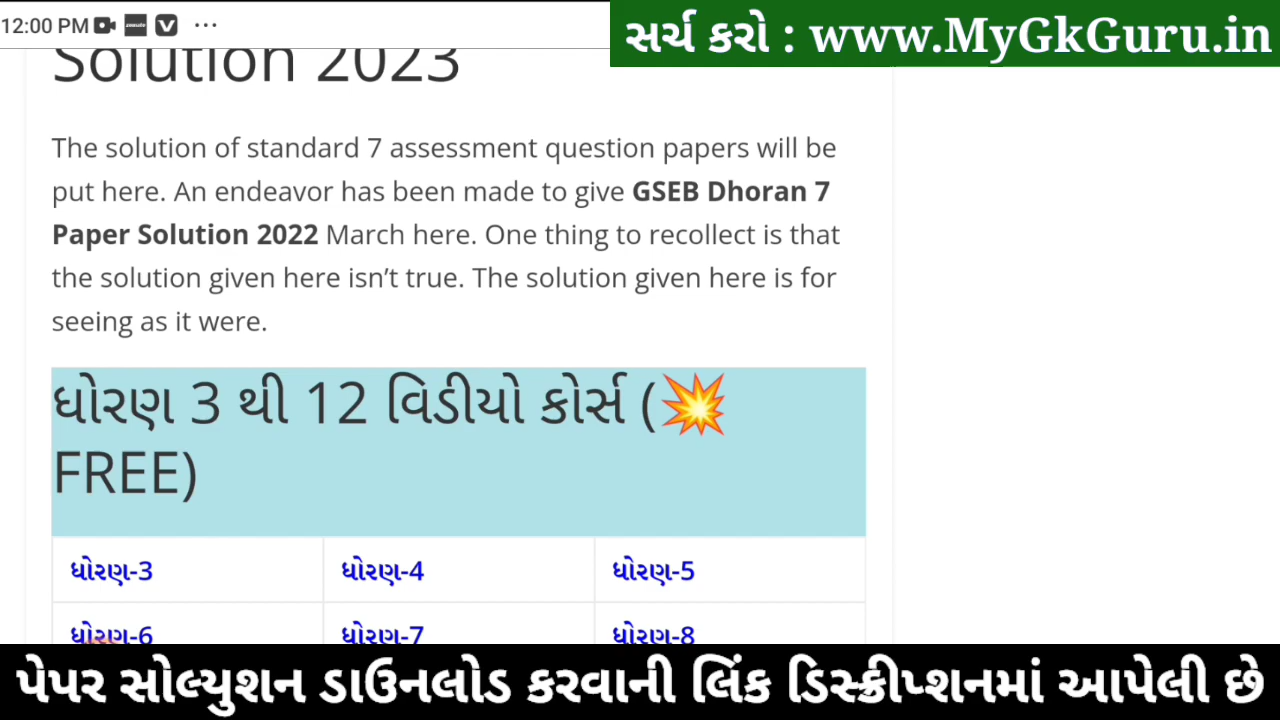 12:00 PM
સર્ચ કરો : www.MyGkGuru.in
Solution 2023
The solution of standard 7 assessment question papers will be
put here. An endeavor has been made to give GSEB Dhoran 7
Paper Solution 2022 March here. One thing to recollect is that
the solution given here isn’t true. The solution given here is for
seeing as it were.
ધોરણ 3 થી 12 વિડીયો કોર્સ (💥
FREE)
ધોરણ-3 ધોરણ-4 ધોરણ-5
ધોરણ-6 ધોરણ-7 ધોરણ-8
પેપર સોલ્યુશન ડાઉનલોડ કરવાની લિંક ડિસ્ક્રીપ્શનમાં આપેલી છે